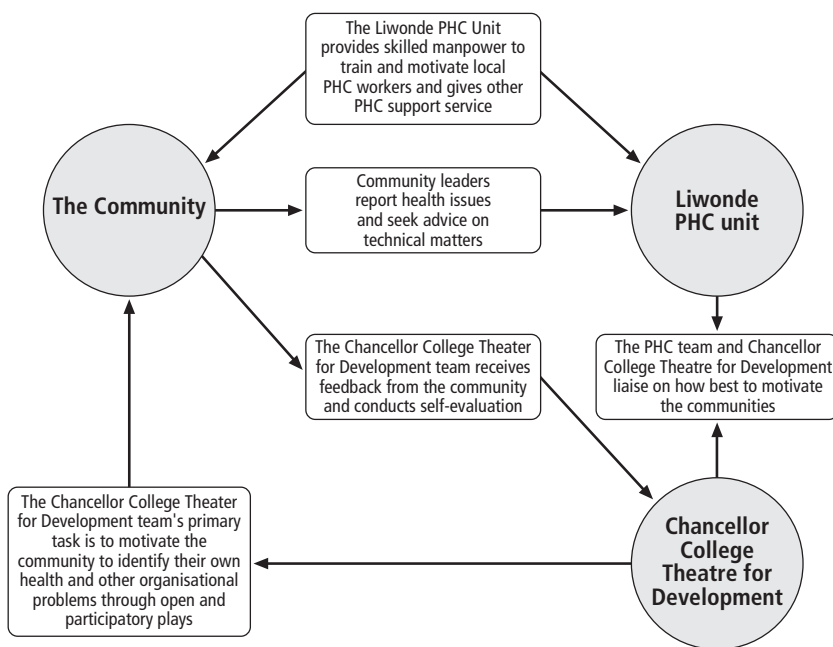 The Liwonde PHC Unit
provides skilled manpower to
train and motivate local
PHC workers and gives other
PHC support service
The Community
Community leaders
report health issues
and seek advice on
technical matters
Liwonde
PHC unit
The Chancellor College Theater
for Development team receives
feedback from the community
and conducts self-evaluation
The PHC team and Chancellor
College Theatre for Development
liaise on how best to motivate
the communities
The Chancellor College Theater
for Development team's primary
task is to motivate the
community to identify their own
health and other organisational
problems through open and
participatory plays
Chancellor
College
Theatre for
Development